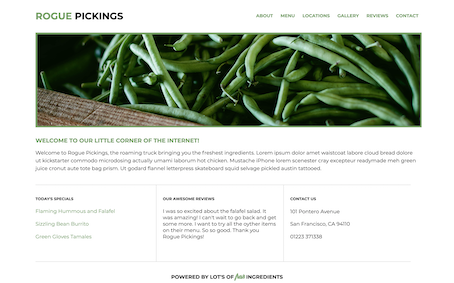 ROGUE PICKINGS
ABOUT MENU LOCATIONS GALLERY REVIEWS CONTACT
WELCOME TO OUR LITTLE CORNER OF THE INTERNET!
Welcome to Rogue Pickings, the roaming truck bringing you the freshest ingredients. Lorem ipsum dolor amet waistcoat labore cloud bread dolore
ut kickstarter commodo microdosing actually umami laborum hot chicken. Mustache iPhone lorem scenester cray excepteur readymade meh green
juice cronut aute tote bag prism. Ut godard flannel letterpress skateboard squid selvage pickled austin tattooed.
TODAY'S SPECIALS
Flaming Hummous and Falafel
Sizzling Bean Burrito
Green Gloves Tamales
OUR AWESOME REVIEWS
I was so excited about the falafel salad. It
was amazing! I can't wait to go back and get
some more. I want to try all the oyther items
on their menu. So so good. Thank you
Rogue Pickings!
CONTACT US
101 Pontero Avenue
San Francisco, CA 94110
01223 371338
POWERED BY LOT'S OF fresh INGREDIENTS